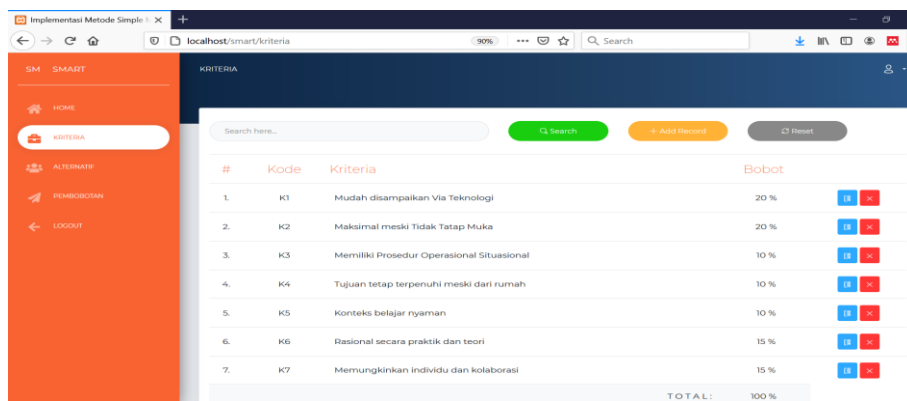 Implementasi Metode Simple
localhost/smart/kriteria
90%
Search
SM SMART
KRITERIA
HOME
KRITERIA
ALTERNATIF
PEMBOBOTAN
LOGOUT
Search here...
Search
+ Add Record
Reset
# Kode Kriteria Bobot
1. K1 Mudah disampaikan Via Teknologi 20 %
2. K2 Maksimal meski Tidak Tatap Muka 20 %
3. K3 Memiliki Prosedur Operasional Situasional 10 %
4. K4 Tujuan tetap terpenuhi meski dari rumah 10 %
5. K5 Konteks belajar nyaman 10 %
6. K6 Rasional secara praktik dan teori 15 %
7. K7 Memungkinkan individu dan kolaborasi 15 %
TOTAL: 100 %